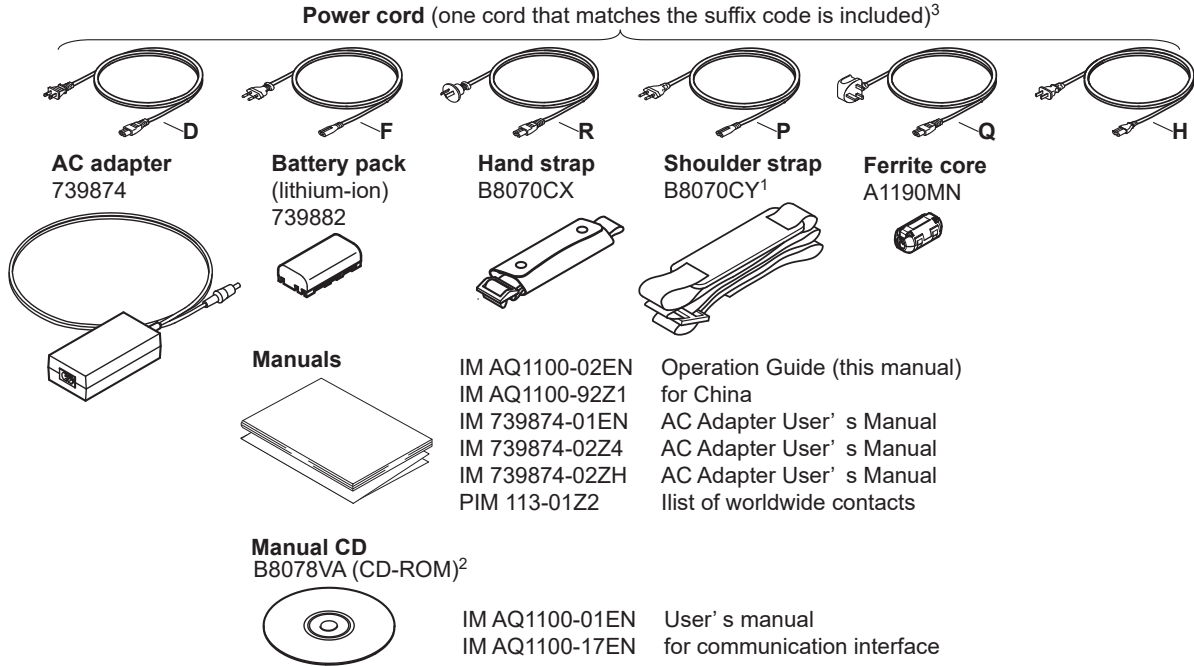 Power cord (one cord that matches the suffix code is included)3
D
F
R
P
Q
H
AC adapter
739874
Battery pack
(lithium-ion)
739882
Hand strap
B8070CX
Shoulder strap
B8070CY1
Ferrite core
A1190MN
Manuals
IM AQ1100-02EN Operation Guide (this manual)
IM AQ1100-92Z1 for China
IM 739874-01EN AC Adapter User’ s Manual
IM 739874-02Z4 AC Adapter User’ s Manual
IM 739874-02ZH AC Adapter User’ s Manual
PIM 113-01Z2 Ilist of worldwide contacts
Manual CD
B8078VA (CD-ROM)2
IM AQ1100-01EN User’ s manual
IM AQ1100-17EN for communication interface